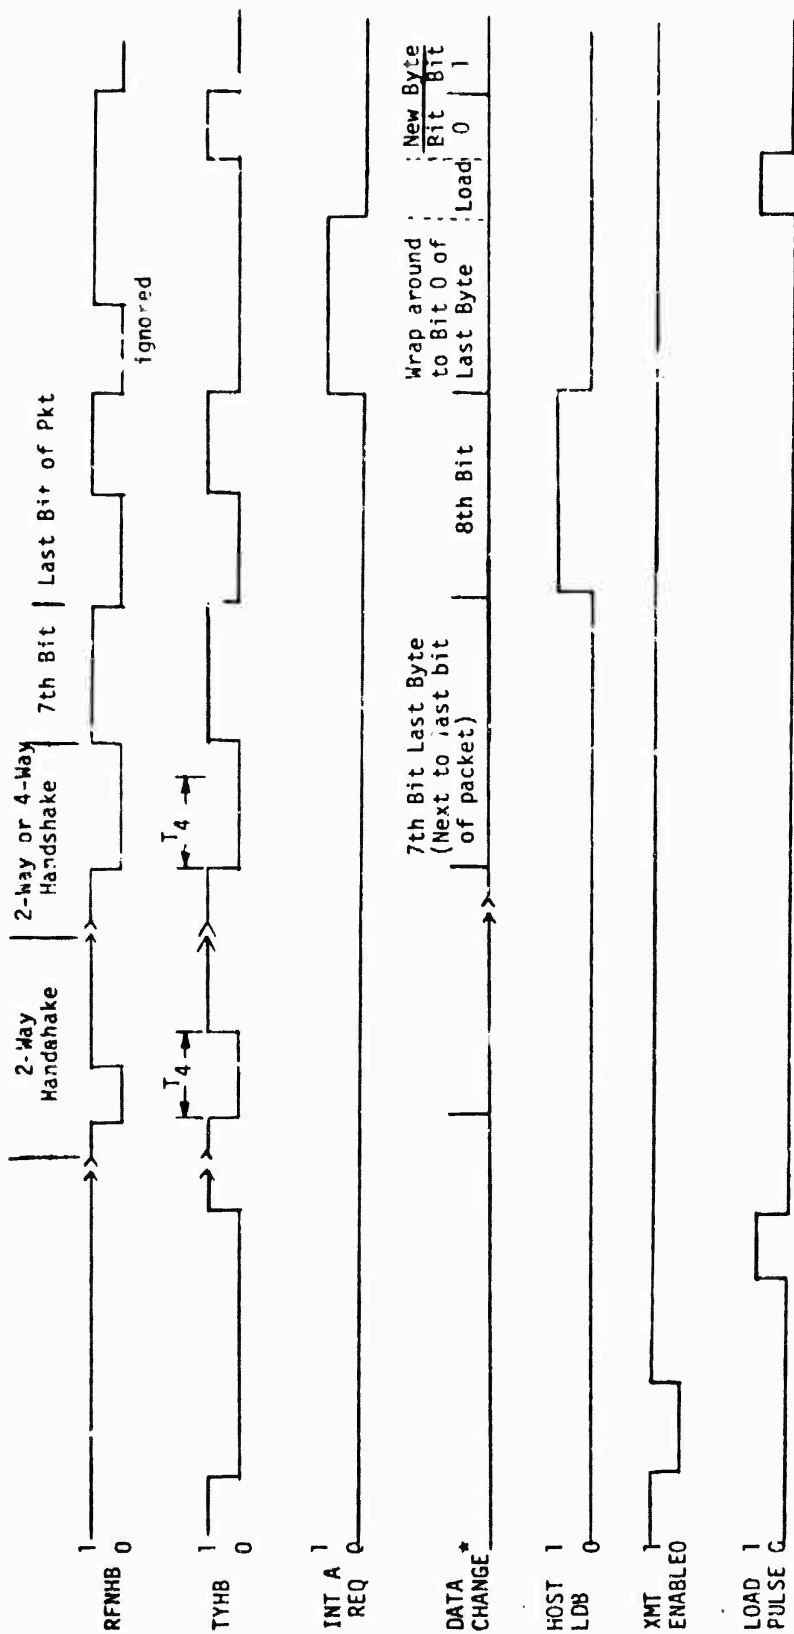 RFNHB 1
0
2-Way
Handshake
2-Way or 4-Way
Handshake
7th Bit
Last Bit of Pkt
ignored
TYHB 1
0
T4
T4
INT A 1
REQ 0
DATA
CHANGE*
7th Bit Last Byte
(Next to last bit
of packet)
8th Bit
Wrap around
to Bit 0 of
Last Byte
Load
New Byte
Bit Bit
0 1
HOST 1
LDB 0
XMT 1
ENABLE0
LOAD 1
PULSE 0